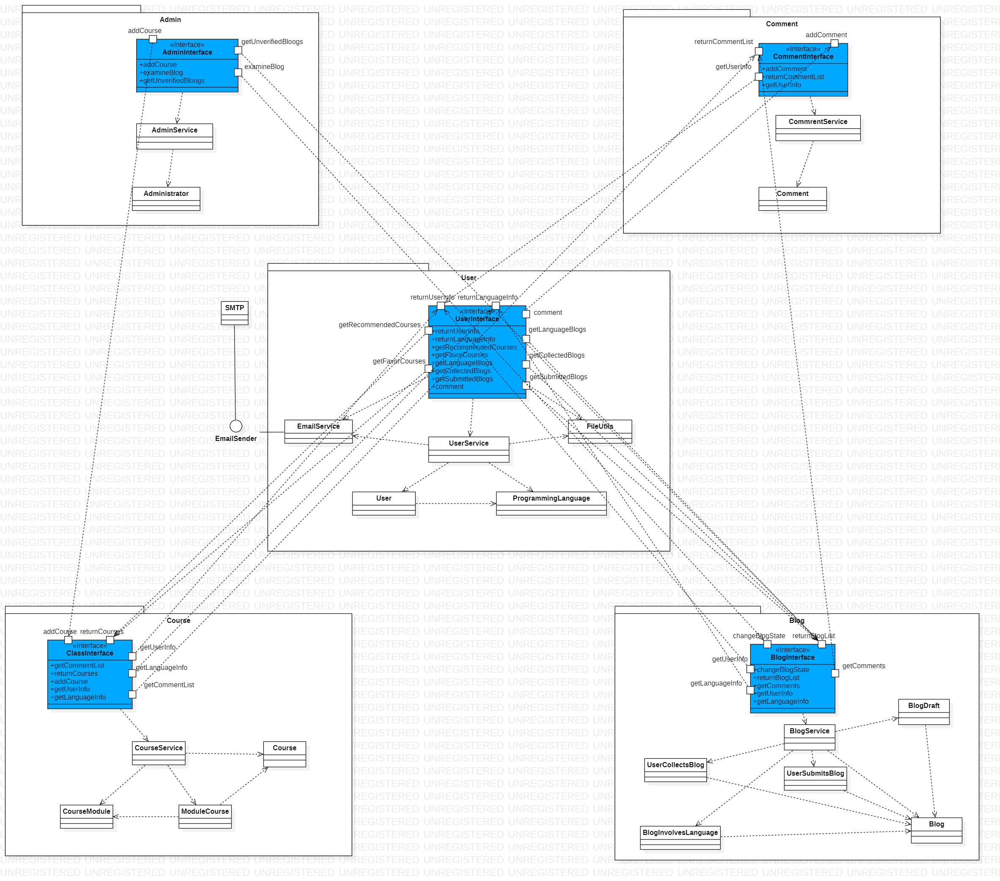 Admin
addCourse
getUnverifiedBloogs
examineBlog
«Interface»
AdminInterface
+addCourse
+examineBlog
+getUnverifiedBloogs
AdminService
Administrator
Comment
addComment
returnCommentList
getUserInfo
«Interface»
CommentInterface
+addComment
+returnCommentList
+getUserInfo
CommrentService
Comment
User
returnUserInfo
returnLanguageInfo
comment
getRecommendedCourses
getLanguageBlogs
getFavorCourses
getCollectedBlogs
getSubmittedBlogs
«Interface»
UserInterface
+returnUserInfo
+returnLanguageInfo
+getRecommendedCourses
+getFavorCourses
+getLanguageBlogs
+getCollectedBlogs
+getSubmittedBlogs
+comment
SMTP
EmailSender
EmailService
FileUtils
UserService
User
ProgrammingLanguage
Course
addCourse
returnCourses
getUserInfo
getLanguageInfo
getCommentList
«Interface»
ClassInterface
+getCommentList
+returnCourses
+addCourse
+getUserInfo
+getLanguageInfo
CourseService
Course
CourseModule
ModuleCourse
Blog
changeBlogState
returnBlogList
getUserInfo
getLanguageInfo
getComments
«Interface»
BlogInterface
+changeBlogState
+returnBlogList
+getComments
+getUserInfo
+getLanguageInfo
BlogDraft
BlogService
UserCollectsBlog
UserSubmitsBlog
Blog
BlogInvolvesLanguage
UNREGISTERED